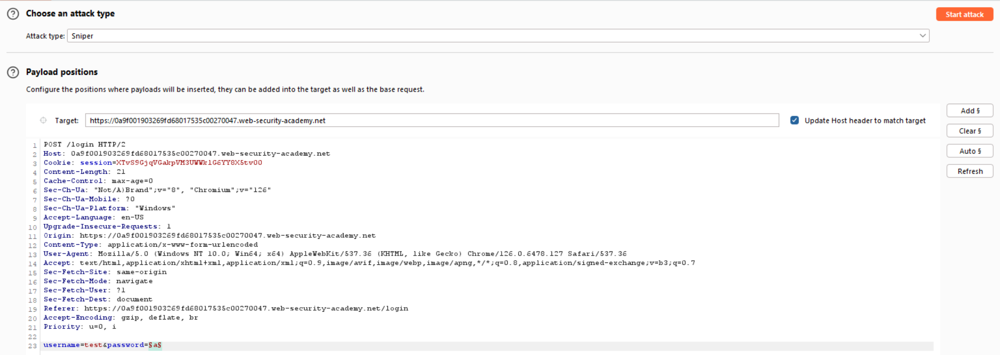 Choose an attack type
Start attack
Attack type: Sniper
Payload positions
Configure the positions where payloads will be inserted, they can be added into the target as well as the base request.
Add §
Target: https://0a9f001903269fd68017535c00270047.web-security-academy.net
Update Host header to match target
Clear §
Auto §
Refresh
1 POST /login HTTP/2
2 Host: 0a9f001903269fd68017535c00270047.web-security-academy.net
3 Cookie: session=XTvS9GjqVGakpVM3UWWk1G6YY8X5tv00
4 Content-Length: 21
5 Cache-Control: max-age=0
6 Sec-Ch-Ua: "Not/A)Brand";v="8", "Chromium";v="126"
7 Sec-Ch-Ua-Mobile: ?0
8 Sec-Ch-Ua-Platform: "Windows"
9 Accept-Language: en-US
10 Upgrade-Insecure-Requests: 1
11 Origin: https://0a9f001903269fd68017535c00270047.web-security-academy.net
12 Content-Type: application/x-www-form-urlencoded
13 User-Agent: Mozilla/5.0 (Windows NT 10.0; Win64; x64) AppleWebKit/537.36 (KHTML, like Gecko) Chrome/126.0.6478.127 Safari/537.36
14 Accept: text/html,application/xhtml+xml,application/xml;q=0.9,image/avif,image/webp,image/apng,*/*;q=0.8,application/signed-exchange;v=b3;q=0.7
15 Sec-Fetch-Site: same-origin
16 Sec-Fetch-Mode: navigate
17 Sec-Fetch-User: ?1
18 Sec-Fetch-Dest: document
19 Referer: https://0a9f001903269fd68017535c00270047.web-security-academy.net/login
20 Accept-Encoding: gzip, deflate, br
21 Priority: u=0, i
22
23 username=test&password=§a§